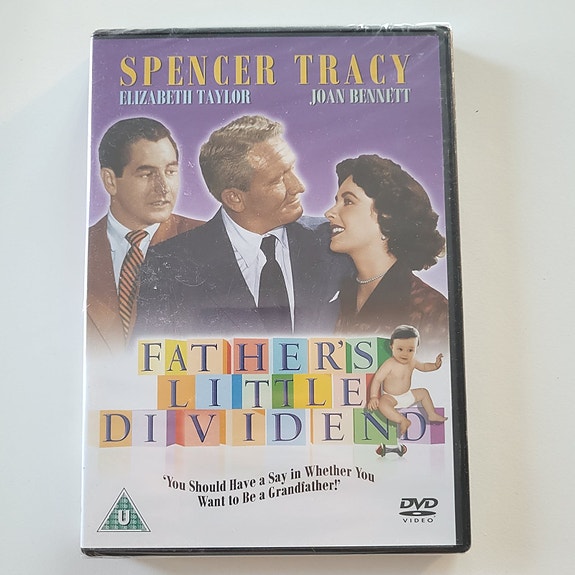 SPENCER TRACY
ELIZABETH TAYLOR JOAN BENNETT
FATHER'S
LITTLE
DIVIDEND
'You Should Have a Say in Whether You
Want to Be a Grandfather!'
U
DVD
VIDEO